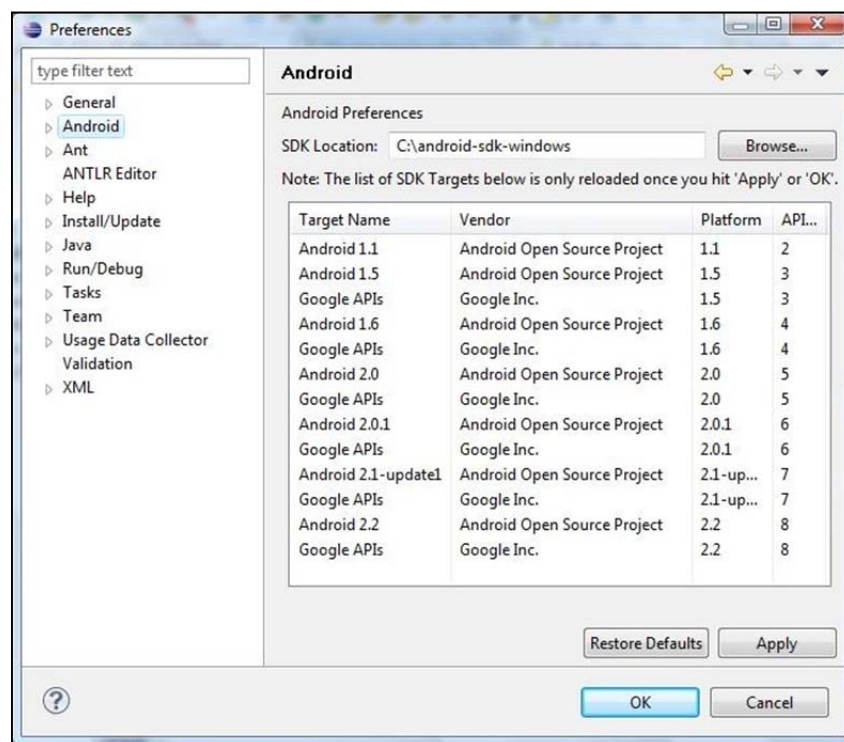 Preferences
type filter text
General
Android
Ant
ANTLR Editor
Help
Install/Update
Java
Run/Debug
Tasks
Team
Usage Data Collector
Validation
XML
Android
Android Preferences
SDK Location: C:\android-sdk-windows Browse...
Note: The list of SDK Targets below is only reloaded once you hit 'Apply' or 'OK'.
Target Name Vendor Platform API...
Android 1.1 Android Open Source Project 1.1 2
Android 1.5 Android Open Source Project 1.5 3
Google APIs Google Inc. 1.5 3
Android 1.6 Android Open Source Project 1.6 4
Google APIs Google Inc. 1.6 4
Android 2.0 Android Open Source Project 2.0 5
Google APIs Google Inc. 2.0 5
Android 2.0.1 Android Open Source Project 2.0.1 6
Google APIs Google Inc. 2.0.1 6
Android 2.1-update1 Android Open Source Project 2.1-up... 7
Google APIs Google Inc. 2.1-up... 7
Android 2.2 Android Open Source Project 2.2 8
Google APIs Google Inc. 2.2 8
Restore Defaults Apply
? OK Cancel